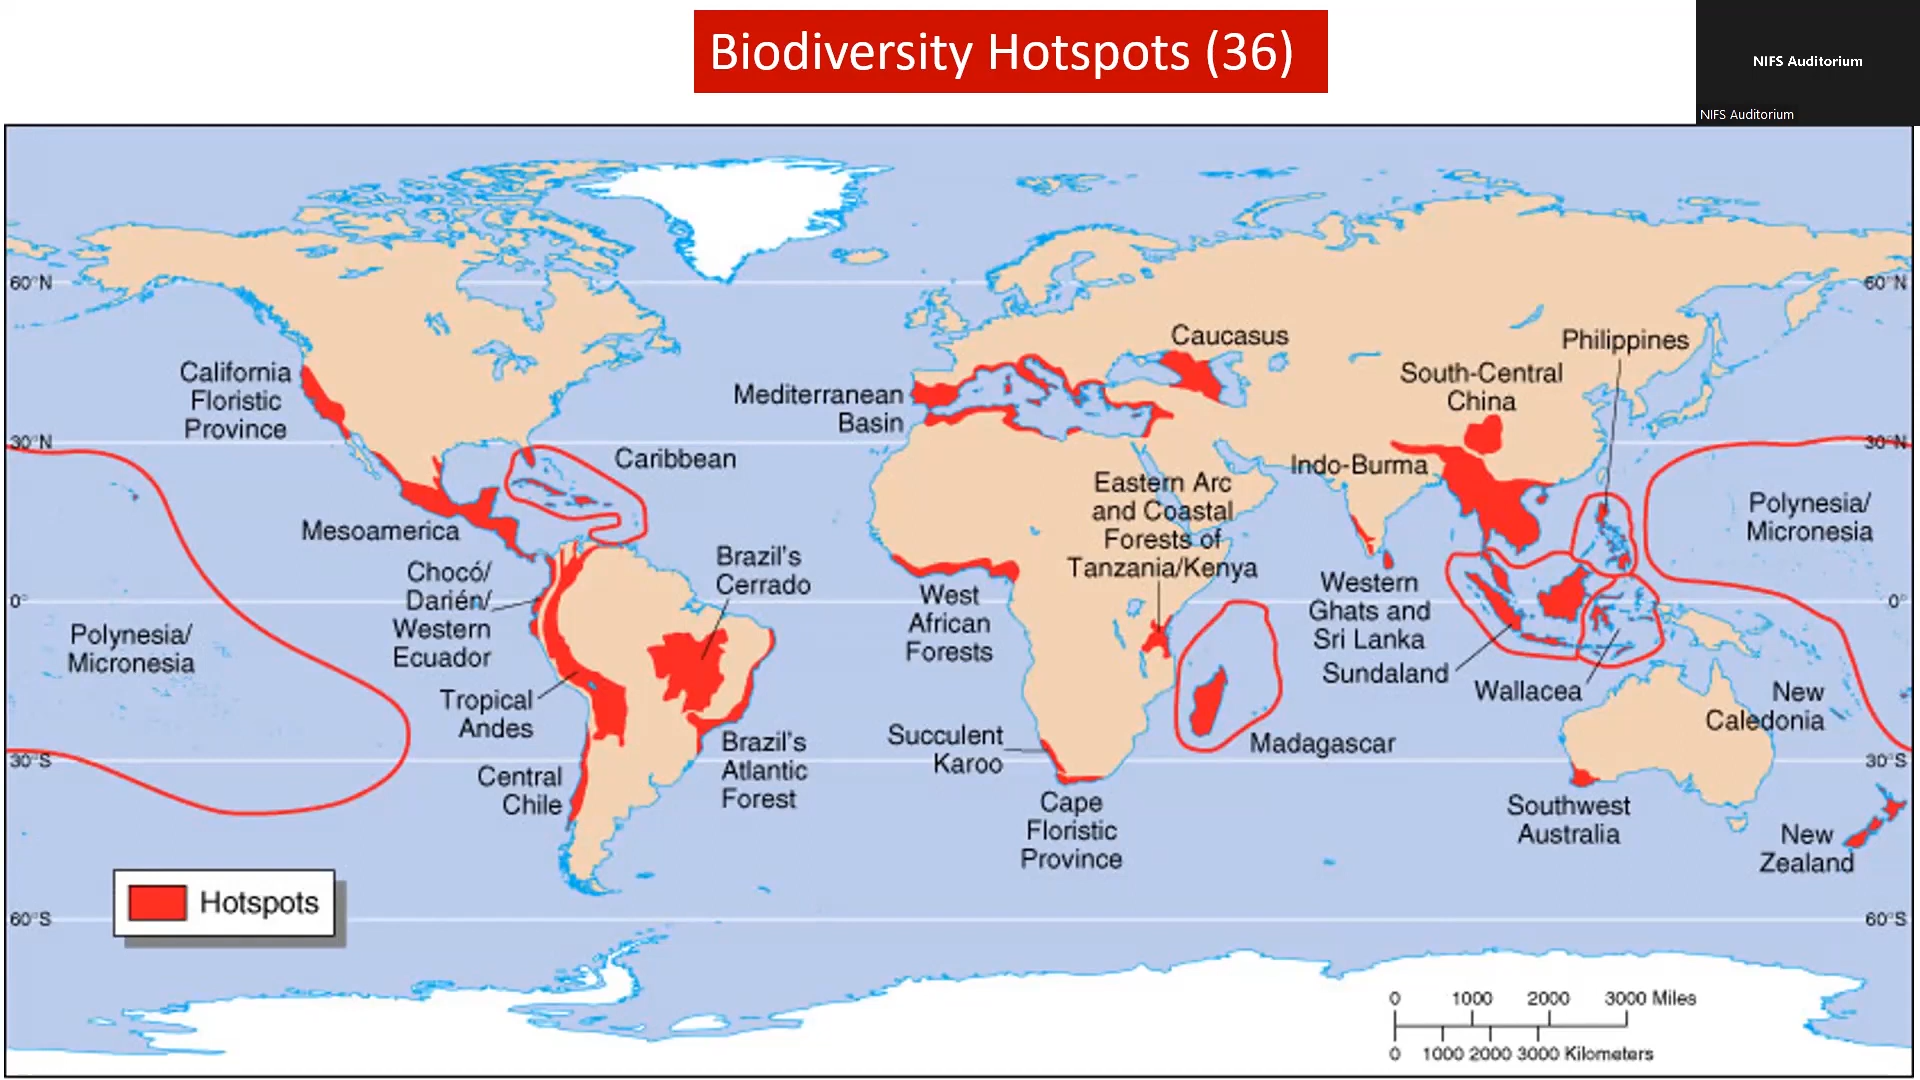 Biodiversity Hotspots (36)
NIFS Auditorium
NIFS Auditorium
60°N
60°N
Caucasus
Philippines
California
Floristic
Province
Mediterranean
Basin
South-Central
China
30°N
30°N
Caribbean
Indo-Burma
Eastern Arc
and Coastal
Forests of
Tanzania/Kenya
Polynesia/
Micronesia
Mesoamerica
Brazil's
Cerrado
Chocó/
Darién/
Western
Ecuador
West
African
Forests
Western
Ghats and
Sri Lanka
0°
0°
Polynesia/
Micronesia
Sundaland
Wallacea
New
Caledonia
Tropical
Andes
Succulent
Karoo
Madagascar
Brazil's
Atlantic
Forest
30°S
30°S
Central
Chile
Cape
Floristic
Province
Southwest
Australia
New
Zealand
Hotspots
60°S
60°S
0 1000 2000 3000 Miles
0 1000 2000 3000 Kilometers